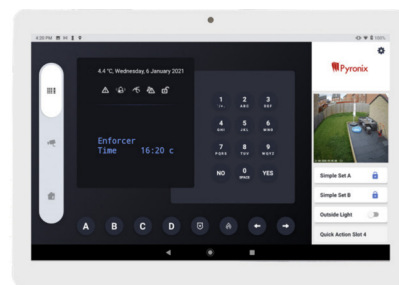 4:20 PM
100%
4.4 °C, Wednesday, 6 January 2021
Enforcer
Time 16:20 c
1 2 3
ABC DEF
4 5 6
GHI JKL MNO
7 8 9
PQRS TUV WXYZ
NO 0 YES
SPACE
A B C D
Pyronix
Simple Set A
Simple Set B
Outside Light
Quick Action Slot 4